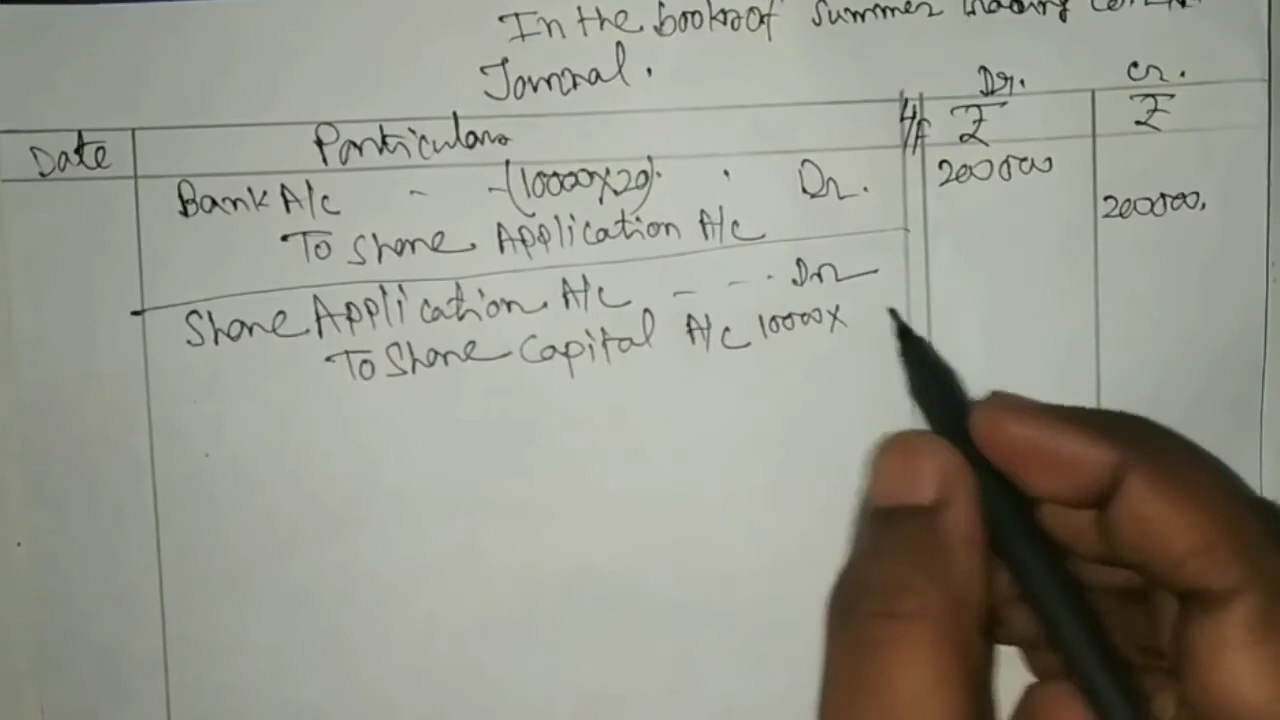 In the books of Summer trading
Journal.
Date Particulars L/F Dr. ₹ Cr. ₹
Bank A/c - -(10000X20). . Dr. 200000
To Share Application A/c 200000.
Share Application A/c - - . . Dr
To Share Capital A/c 10000X